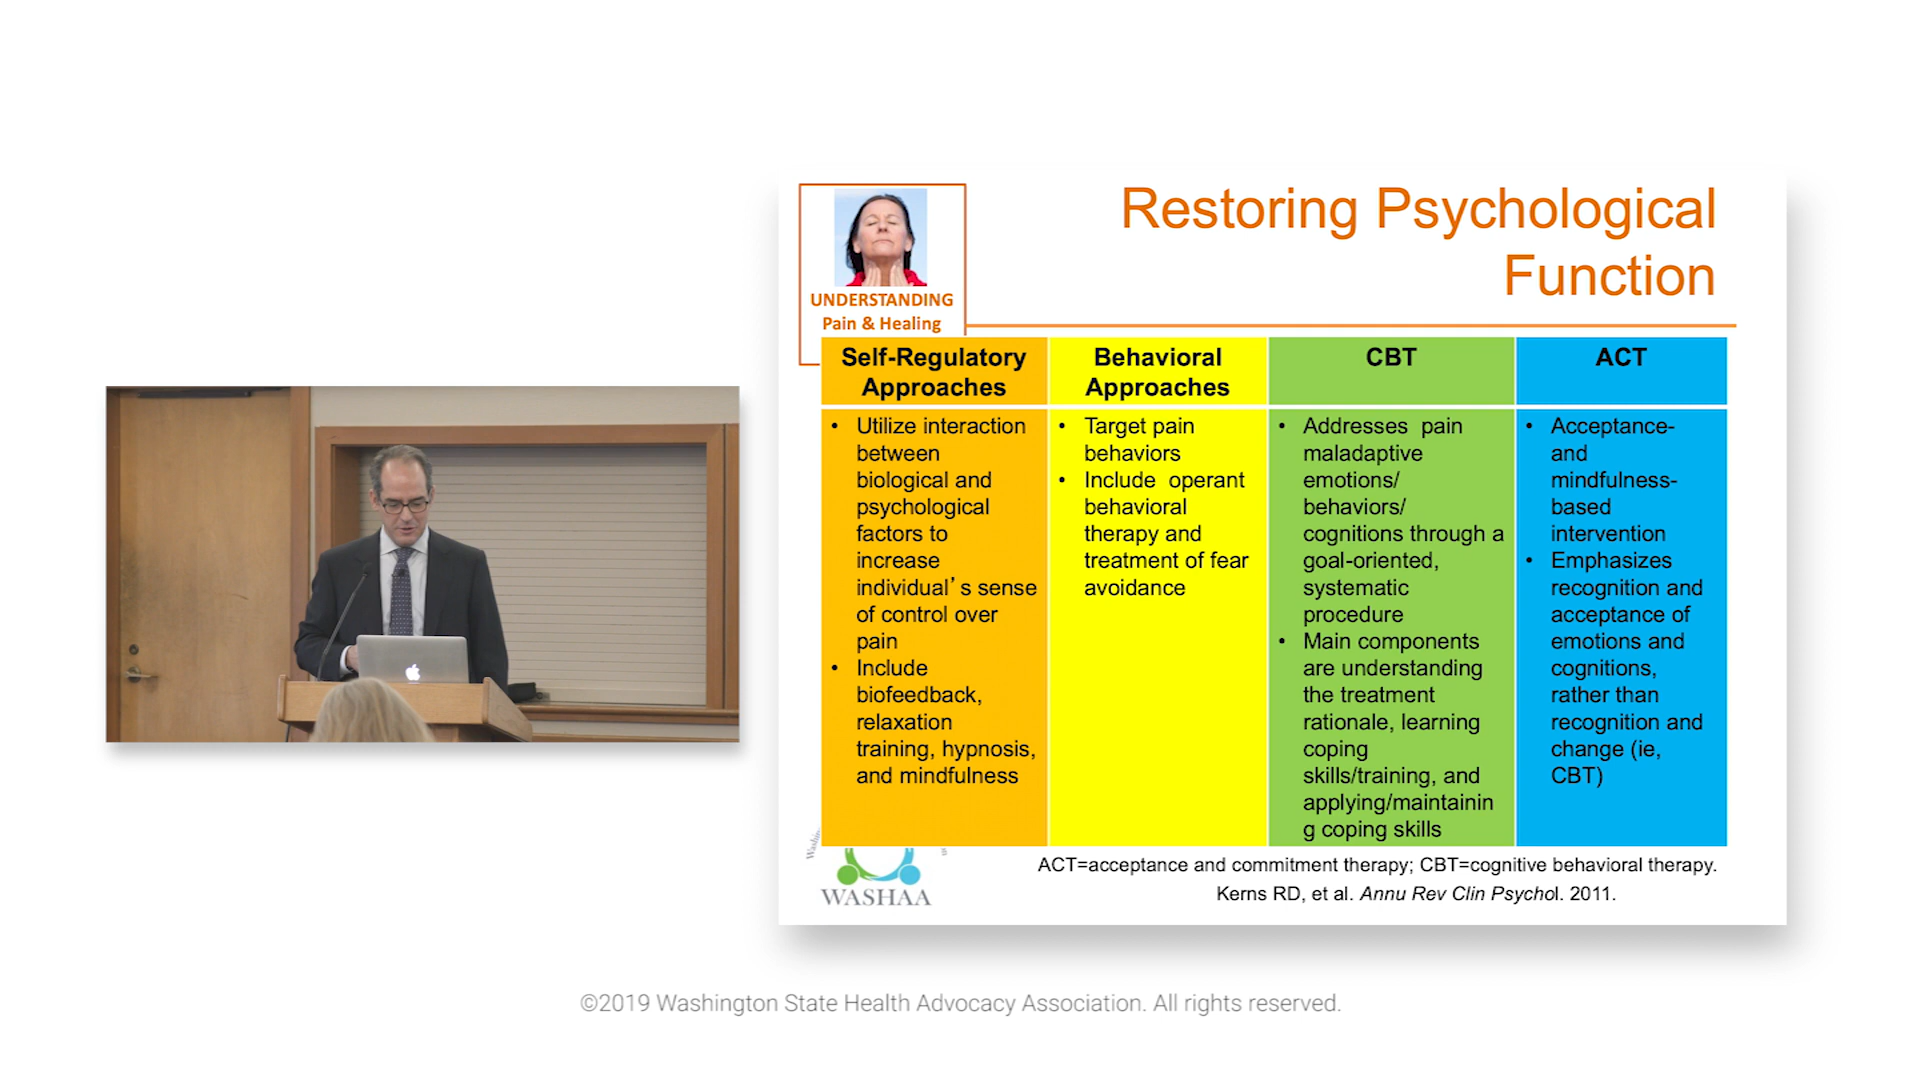 Restoring Psychological
Function
UNDERSTANDING
Pain & Healing
Self-Regulatory
Approaches
• Utilize interaction
between
biological and
psychological
factors to
increase
individual’ s sense
of control over
pain
• Include
biofeedback,
relaxation
training, hypnosis,
and mindfulness
Behavioral
Approaches
• Target pain
behaviors
• Include operant
behavioral
therapy and
treatment of fear
avoidance
CBT
• Addresses pain
maladaptive
emotions/
behaviors/
cognitions through a
goal-oriented,
systematic
procedure
• Main components
are understanding
the treatment
rationale, learning
coping
skills/training, and
applying/maintainin
g coping skills
ACT
• Acceptance-
and
mindfulness-
based
intervention
• Emphasizes
recognition and
acceptance of
emotions and
cognitions,
rather than
recognition and
change (ie,
CBT)
WASHAA
ACT=acceptance and commitment therapy; CBT=cognitive behavioral therapy.
Kerns RD, et al. Annu Rev Clin Psychol. 2011.
©2019 Washington State Health Advocacy Association. All rights reserved.